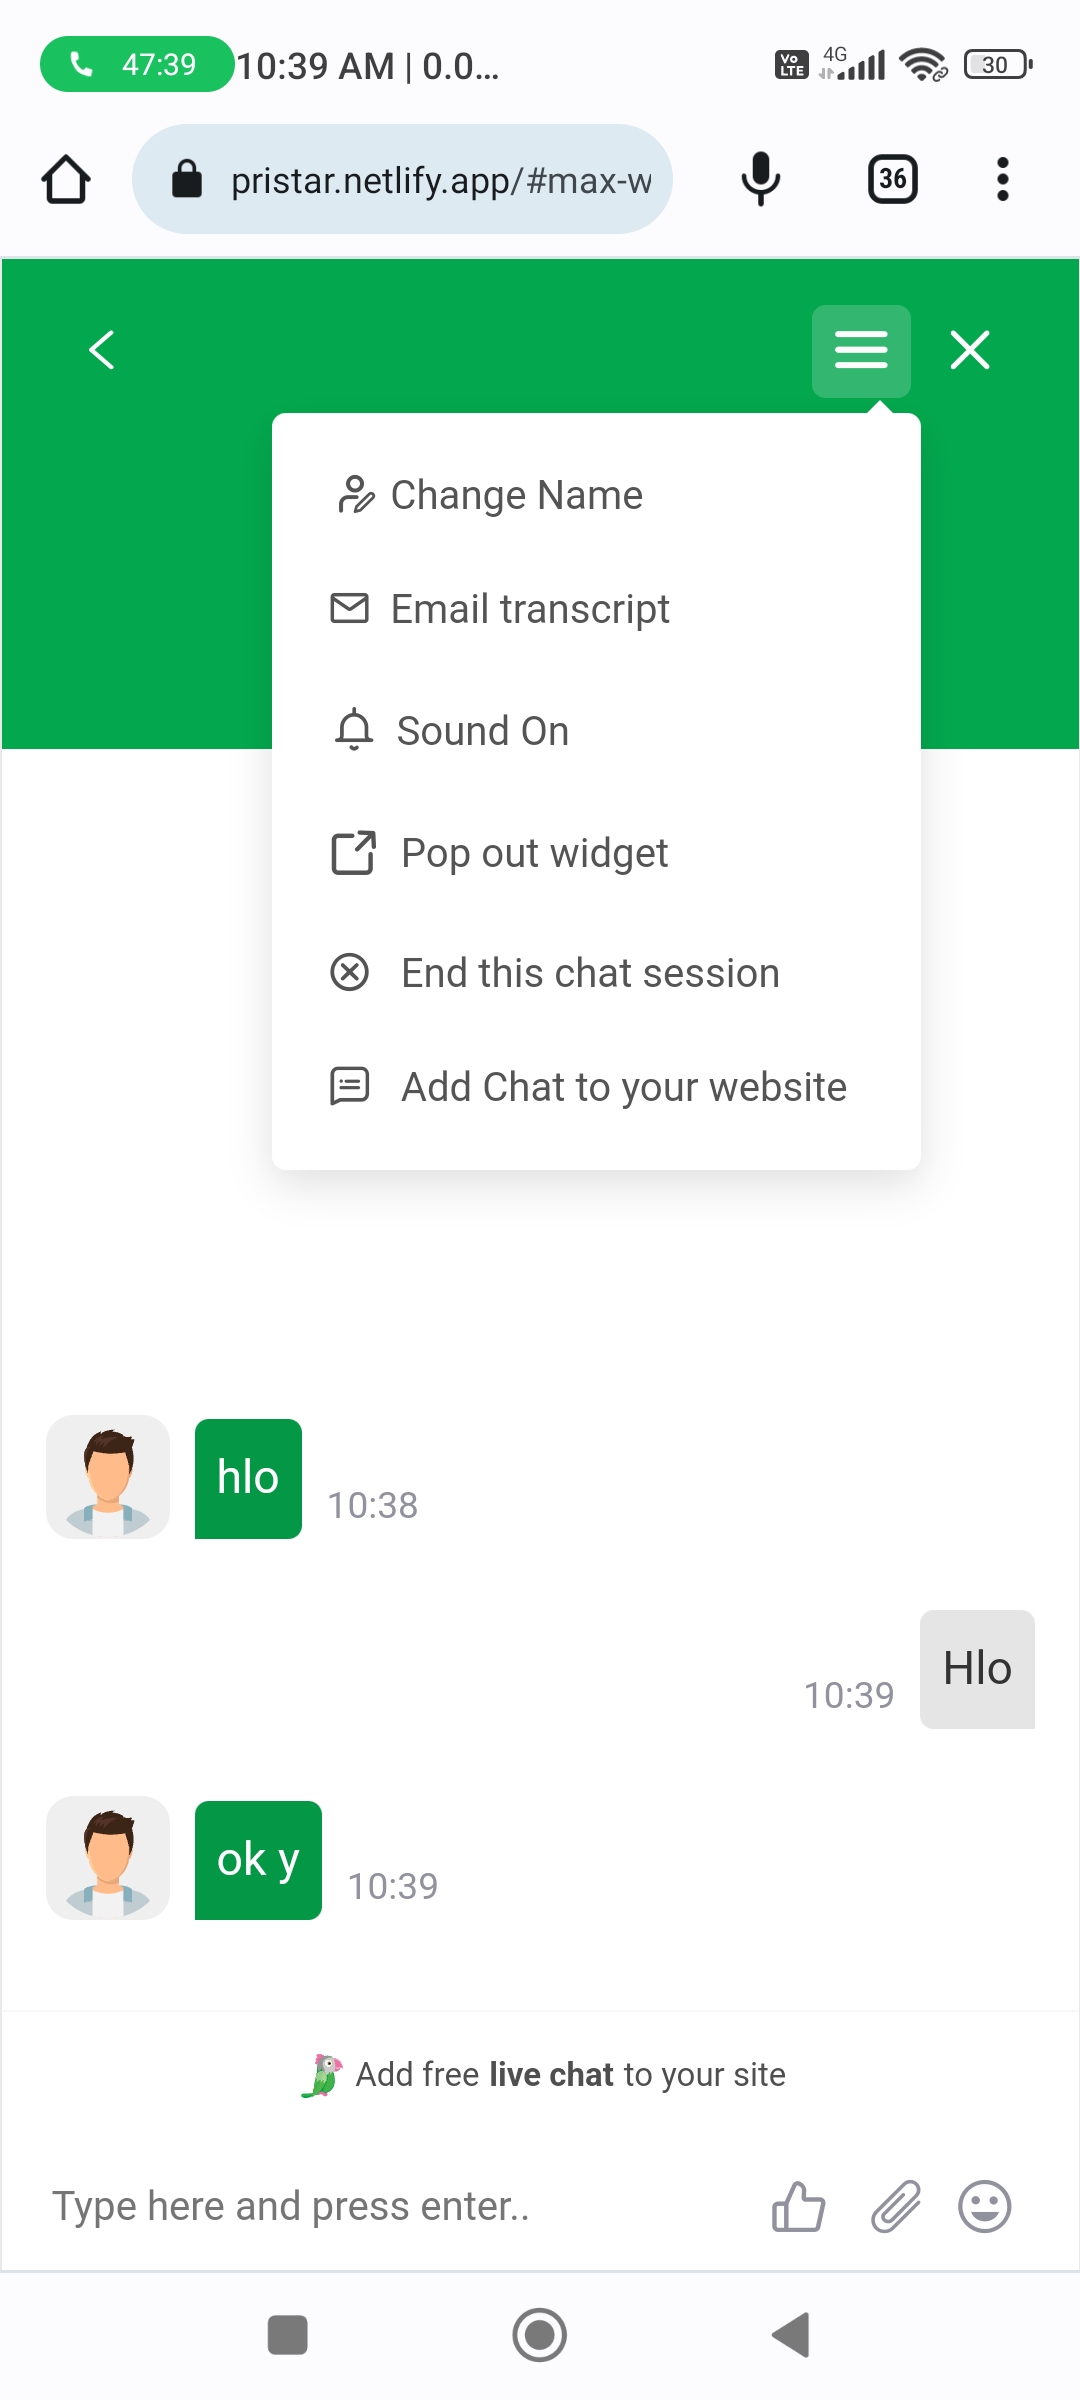 47:39 10:39 AM | 0.0... Vo LTE 4G 30
pristar.netlify.app/#max-w 36
Change Name
Email transcript
Sound On
Pop out widget
End this chat session
Add Chat to your website
hlo 10:38
10:39 Hlo
ok y 10:39
Add free live chat to your site
Type here and press enter..